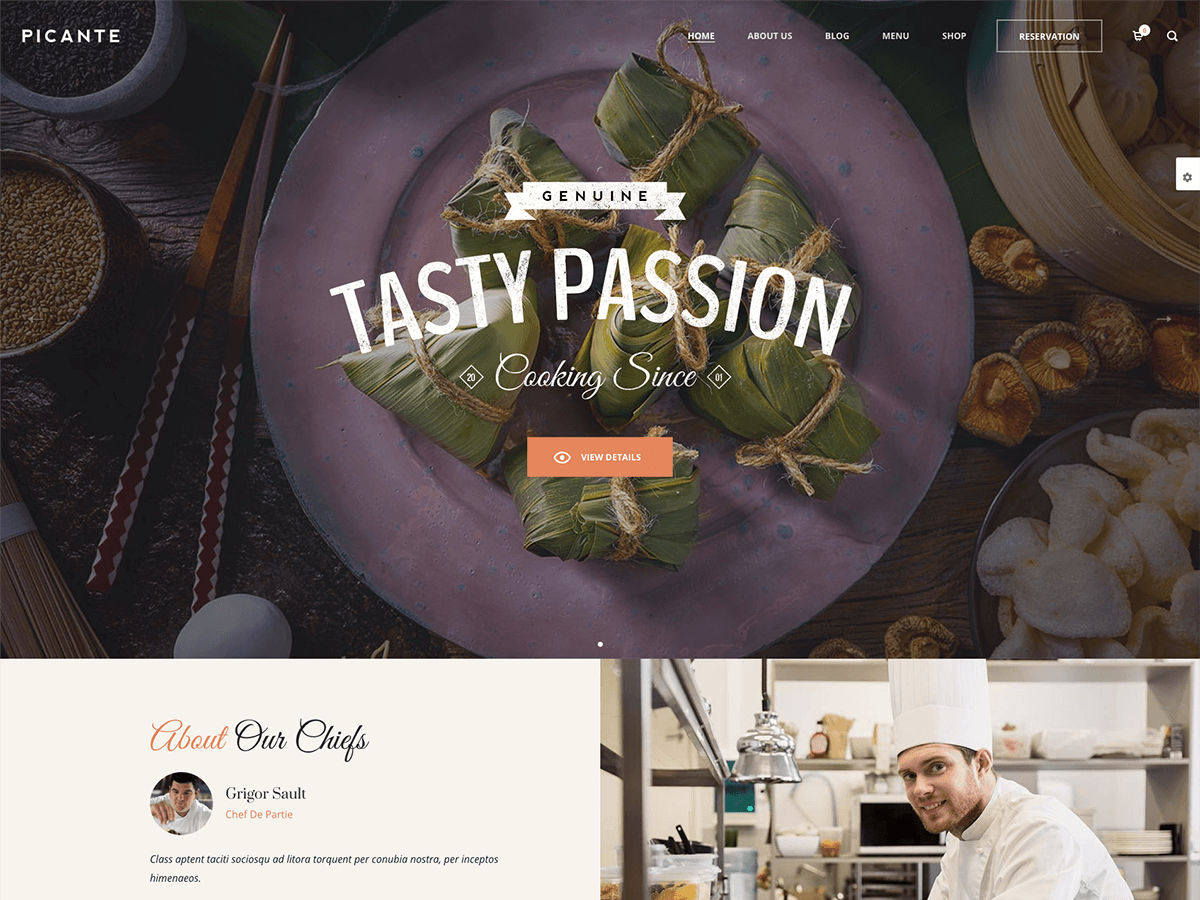 PICANTE
HOME ABOUT US BLOG MENU SHOP RESERVATION 0
GENUINE
TASTY PASSION
20 Cooking Since 01
VIEW DETAILS
About Our Chiefs
Grigor Sault
Chef De Partie
Class aptent taciti sociosqu ad litora torquent per conubia nostra, per inceptos
himenaeos.